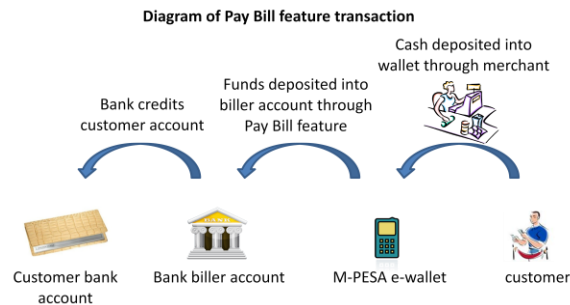 Diagram of Pay Bill feature transaction
Cash deposited into
wallet through merchant
Funds deposited into
biller account through
Pay Bill feature
Bank credits
customer account
BANK
Customer bank
account
Bank biller account
M-PESA e-wallet
customer